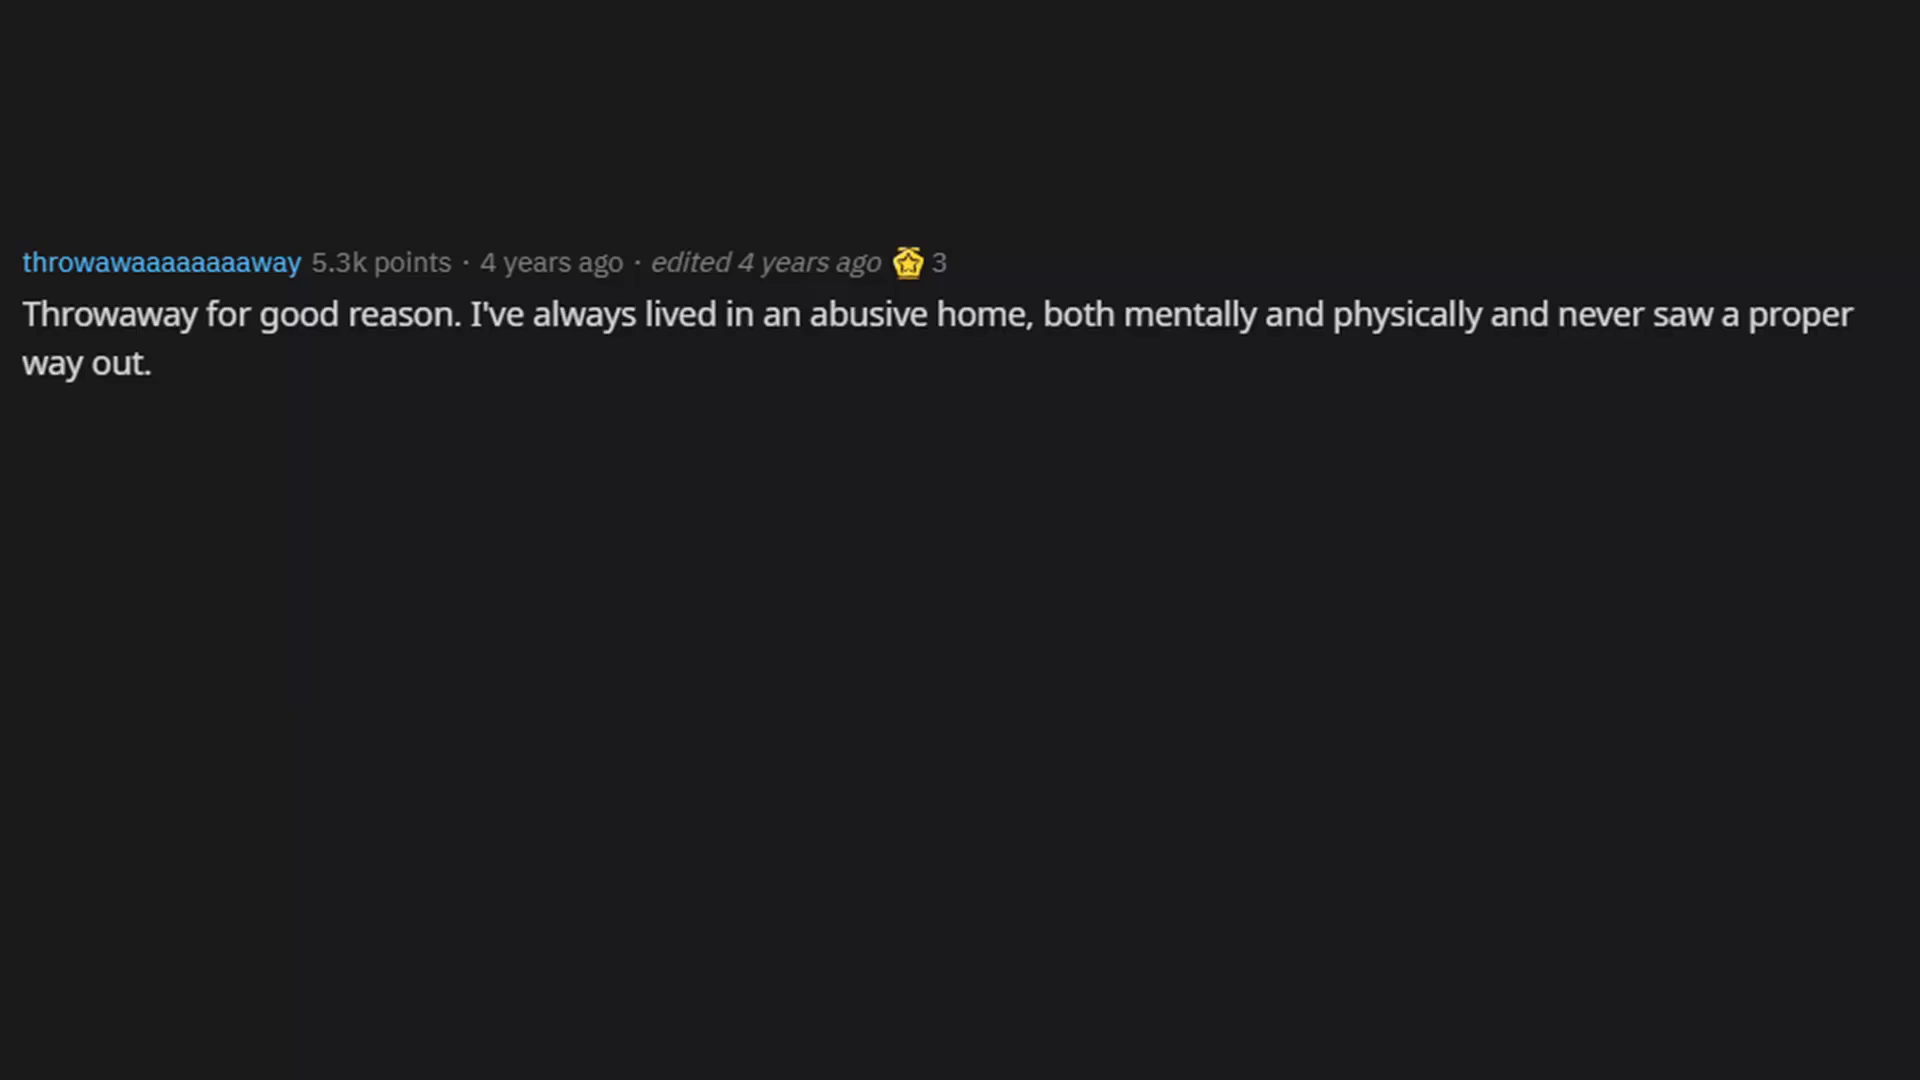 throwawaaaaaaaaway 5.3k points · 4 years ago · edited 4 years ago 3
Throwaway for good reason. I've always lived in an abusive home, both mentally and physically and never saw a proper
way out.